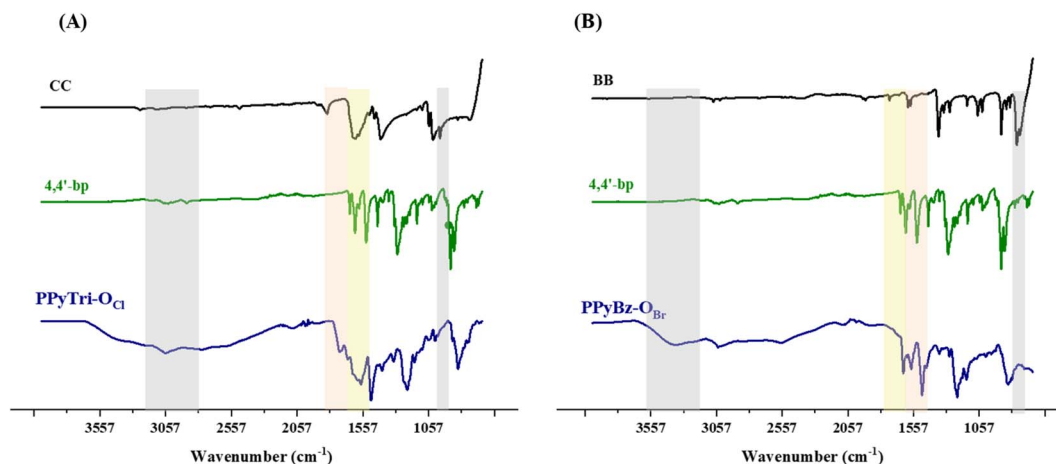 (A)
CC
4,4'-bp
PPyTri-OCl
3557 3057 2557 2057 1557 1057
Wavenumber (cm-1)
(B)
BB
4,4'-bp
PPyBz-OBr
3557 3057 2557 2057 1557 1057
Wavenumber (cm-1)